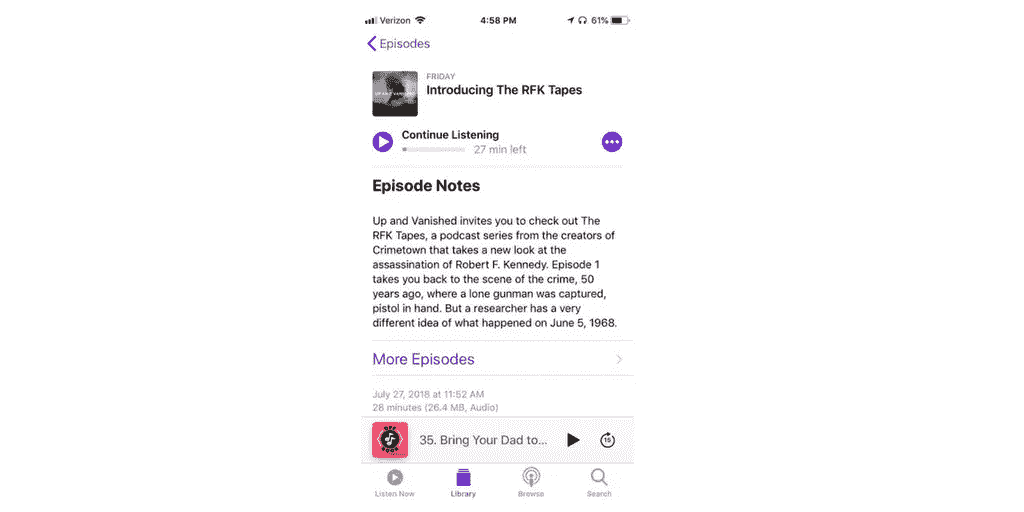 Verizon 4:58 PM 61%
Episodes
FRIDAY
UP AND VANISHED
Introducing The RFK Tapes
Continue Listening
27 min left
Episode Notes
Up and Vanished invites you to check out The
RFK Tapes, a podcast series from the creators of
Crimetown that takes a new look at the
assassination of Robert F. Kennedy. Episode 1
takes you back to the scene of the crime, 50
years ago, where a lone gunman was captured,
pistol in hand. But a researcher has a very
different idea of what happened on June 5, 1968.
More Episodes
July 27, 2018 at 11:52 AM
28 minutes (26.4 MB, Audio)
35. Bring Your Dad to...
15
Listen Now Library Browse Search